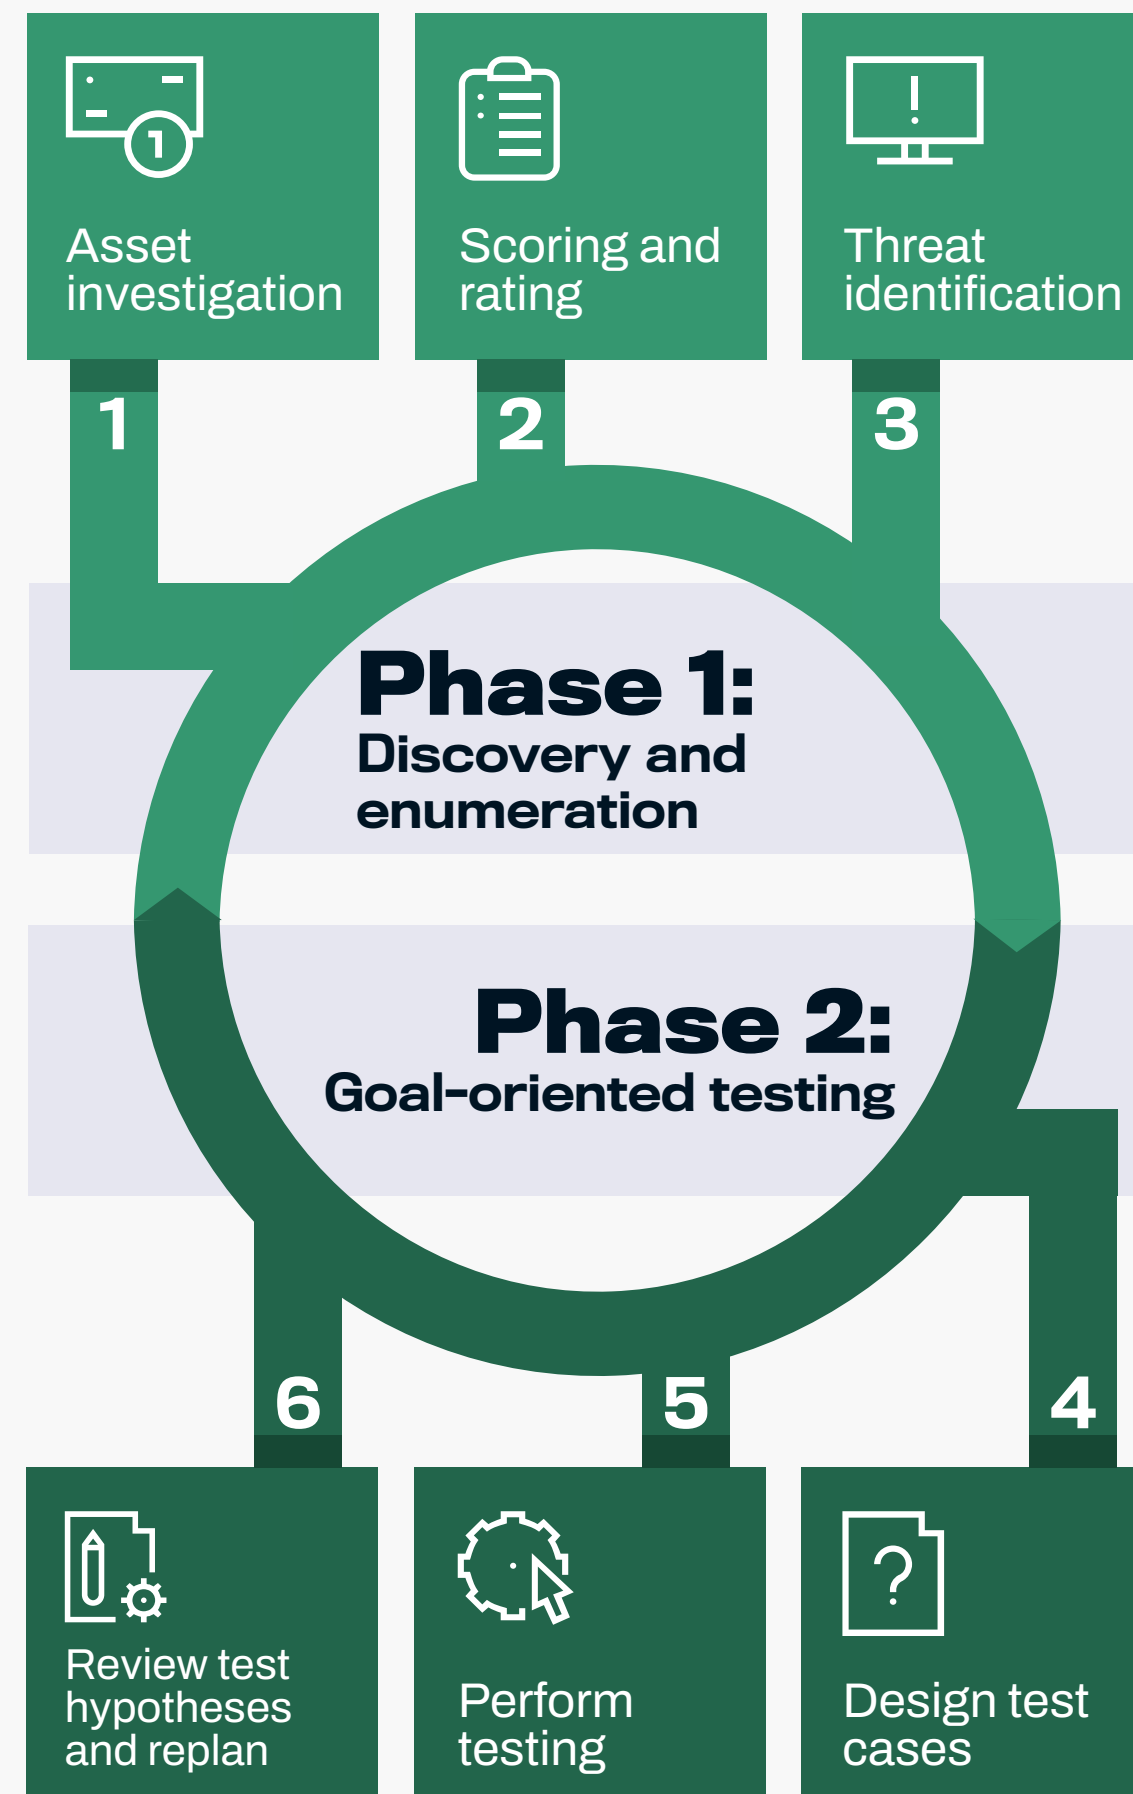 1
Asset
investigation
Scoring and
rating
!
Threat
identification
1
2
3
Phase 1:
Discovery and
enumeration
Phase 2:
Goal-oriented testing
6
5
4
Review test
hypotheses
and replan
Perform
testing
?
Design test
cases